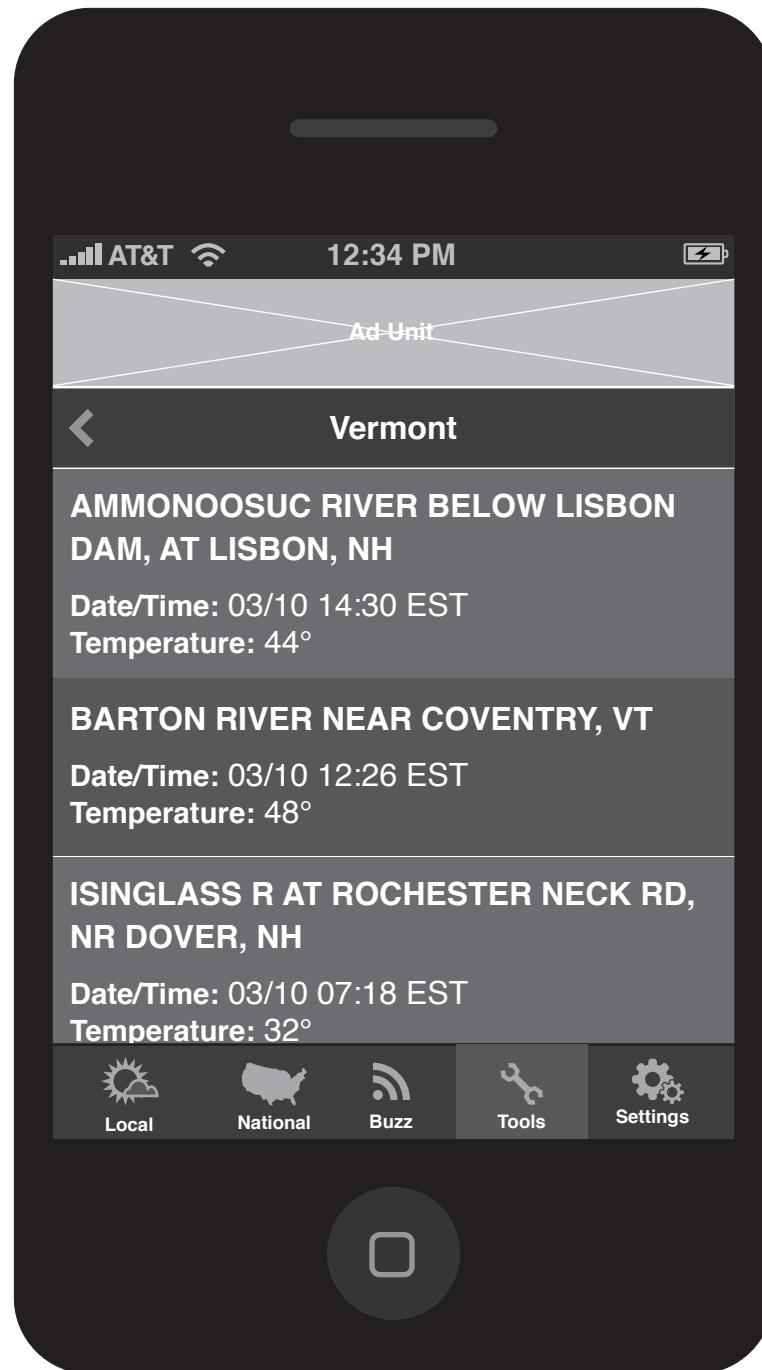 AT&T 12:34 PM
Ad Unit
Vermont
AMMONOOSUC RIVER BELOW LISBON
DAM, AT LISBON, NH
Date/Time: 03/10 14:30 EST
Temperature: 44°
BARTON RIVER NEAR COVENTRY, VT
Date/Time: 03/10 12:26 EST
Temperature: 48°
ISINGLASS R AT ROCHESTER NECK RD,
NR DOVER, NH
Date/Time: 03/10 07:18 EST
Temperature: 32°
Local National Buzz Tools Settings